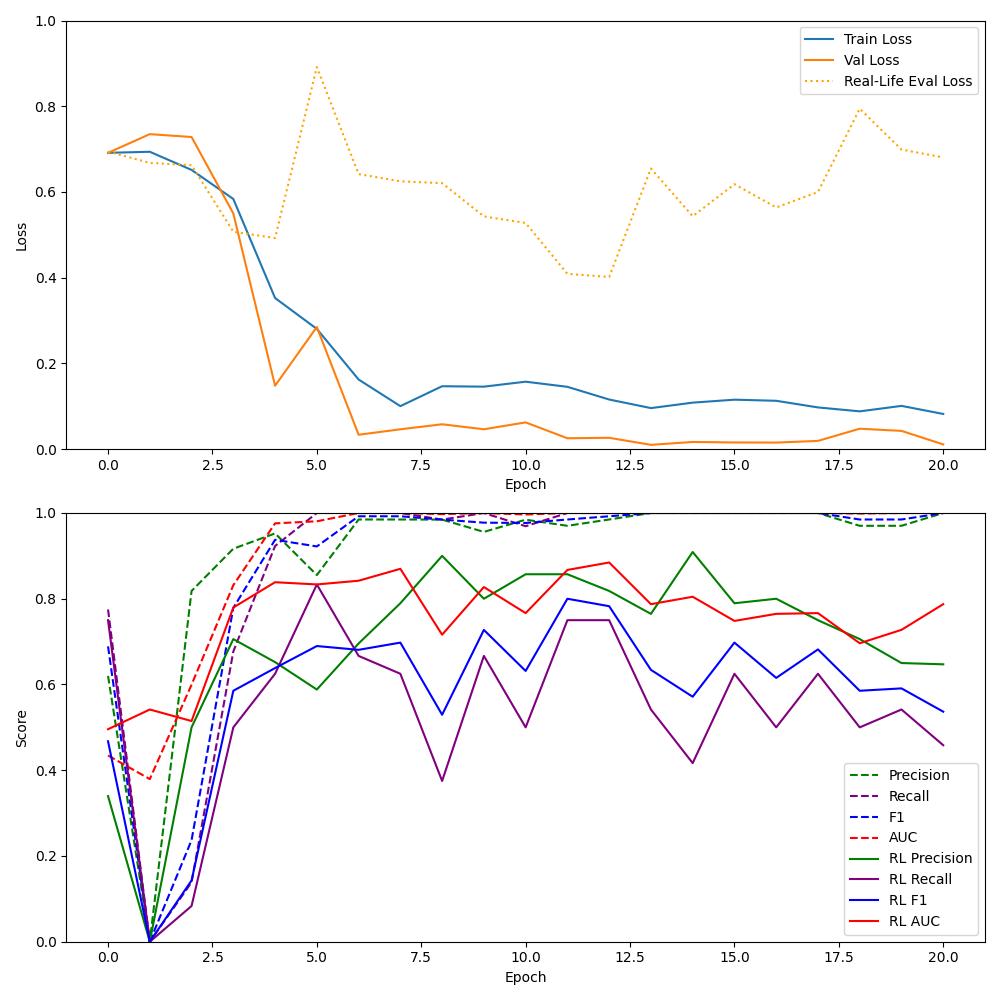 1.0
0.8
0.6
0.4
0.2
0.0
Loss
Train Loss
Val Loss
Real-Life Eval Loss
0.0 2.5 5.0 7.5 10.0 12.5 15.0 17.5 20.0
Epoch
1.0
0.8
0.6
0.4
0.2
0.0
Score
Precision
Recall
F1
AUC
RL Precision
RL Recall
RL F1
RL AUC
0.0 2.5 5.0 7.5 10.0 12.5 15.0 17.5 20.0
Epoch